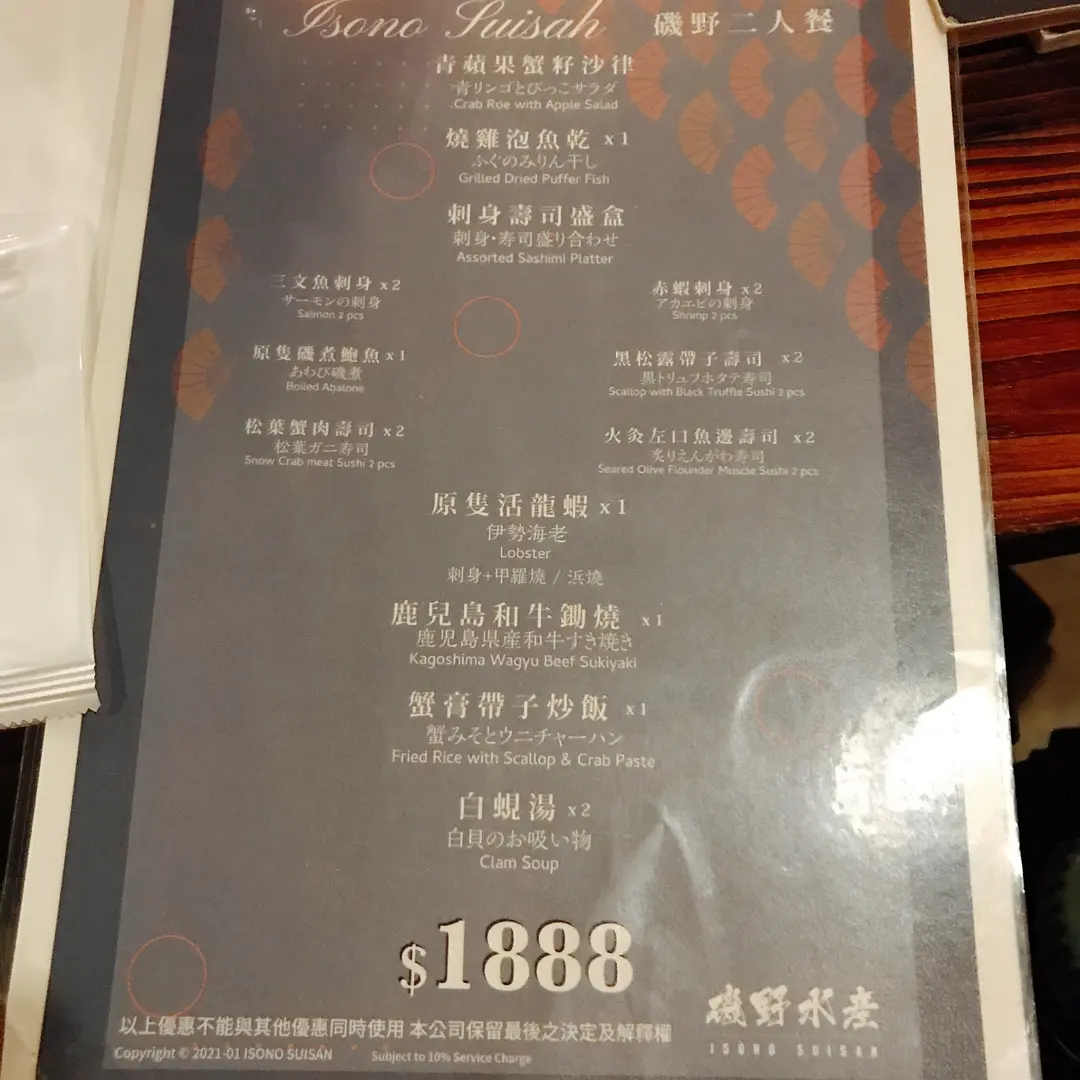 Isono Suisan 磯野二人餐
青蘋果蟹籽沙律
青リンゴとびっこサラダ
Crab Roe with Apple Salad
燒雞泡魚乾 x1
ふぐのみりん干し
Grilled Dried Puffer Fish
刺身壽司盛盒
刺身・寿司盛り合わせ
Assorted Sashimi Platter
三文魚刺身 x2
サーモンの刺身
Salmon 2 pcs
赤蝦刺身 x2
アカエビの刺身
Shrimp 2 pcs
原隻磯煮鮑魚 x1
あわび磯煮
Boiled Abalone
黑松露帶子壽司 x2
黒トリュフホタテ寿司
Scallop with Black Truffle Sushi 2 pcs
松葉蟹肉壽司 x2
松葉ガニ寿司
Snow Crab meat Sushi 2 pcs
火灸左口魚邊壽司 x2
炙りえんがわ寿司
Seared Olive Flounder Muscle Sushi 2 pcs
原隻活龍蝦 x1
伊勢海老
Lobster
刺身+甲羅燒 / 浜燒
鹿兒島和牛鋤燒 x1
鹿児島県産和牛すき焼き
Kagoshima Wagyu Beef Sukiyaki
蟹膏帶子炒飯 x1
蟹みそとウニチャーハン
Fried Rice with Scallop & Crab Paste
白蜆湯 x2
白貝のお吸い物
Clam Soup
$1888
磯野水産
ISONO SUISAN
以上優惠不能與其他優惠同時使用 本公司保留最後之決定及解釋權
Copyright © 2021-01 ISONO SUISAN Subject to 10% Service Charge